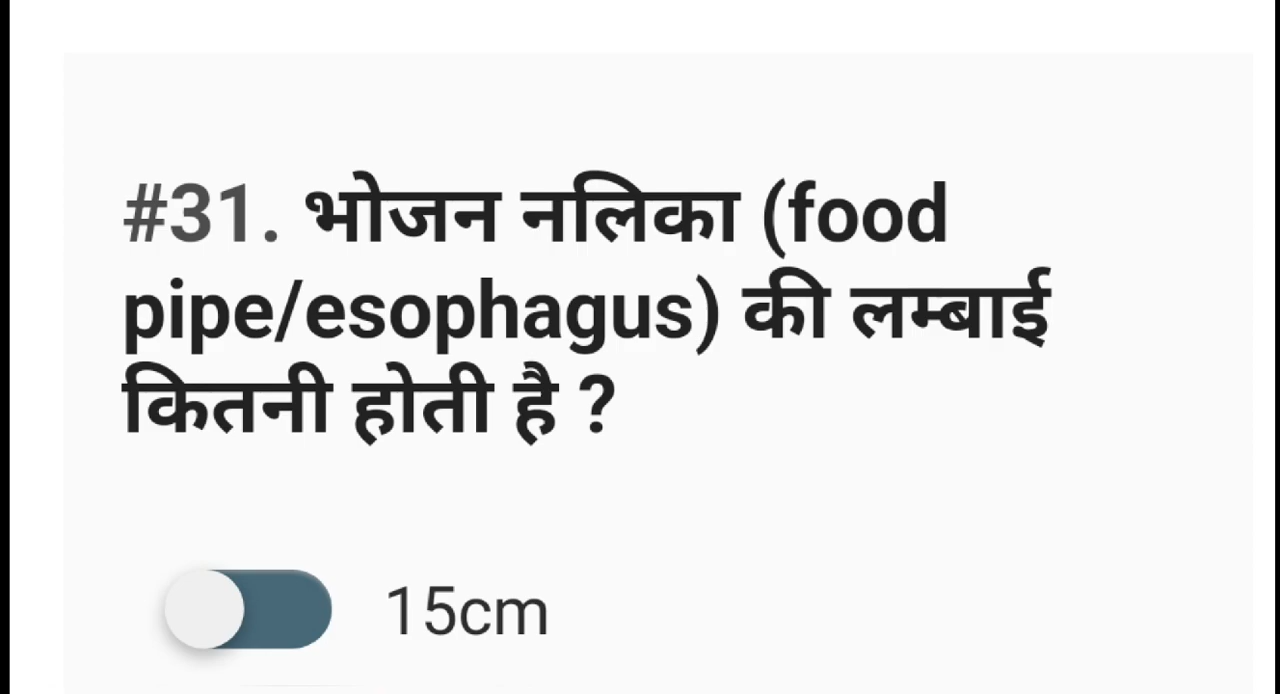 #31. भोजन नलिका (food
pipe/esophagus) की लम्बाई
कितनी होती है ?
15cm